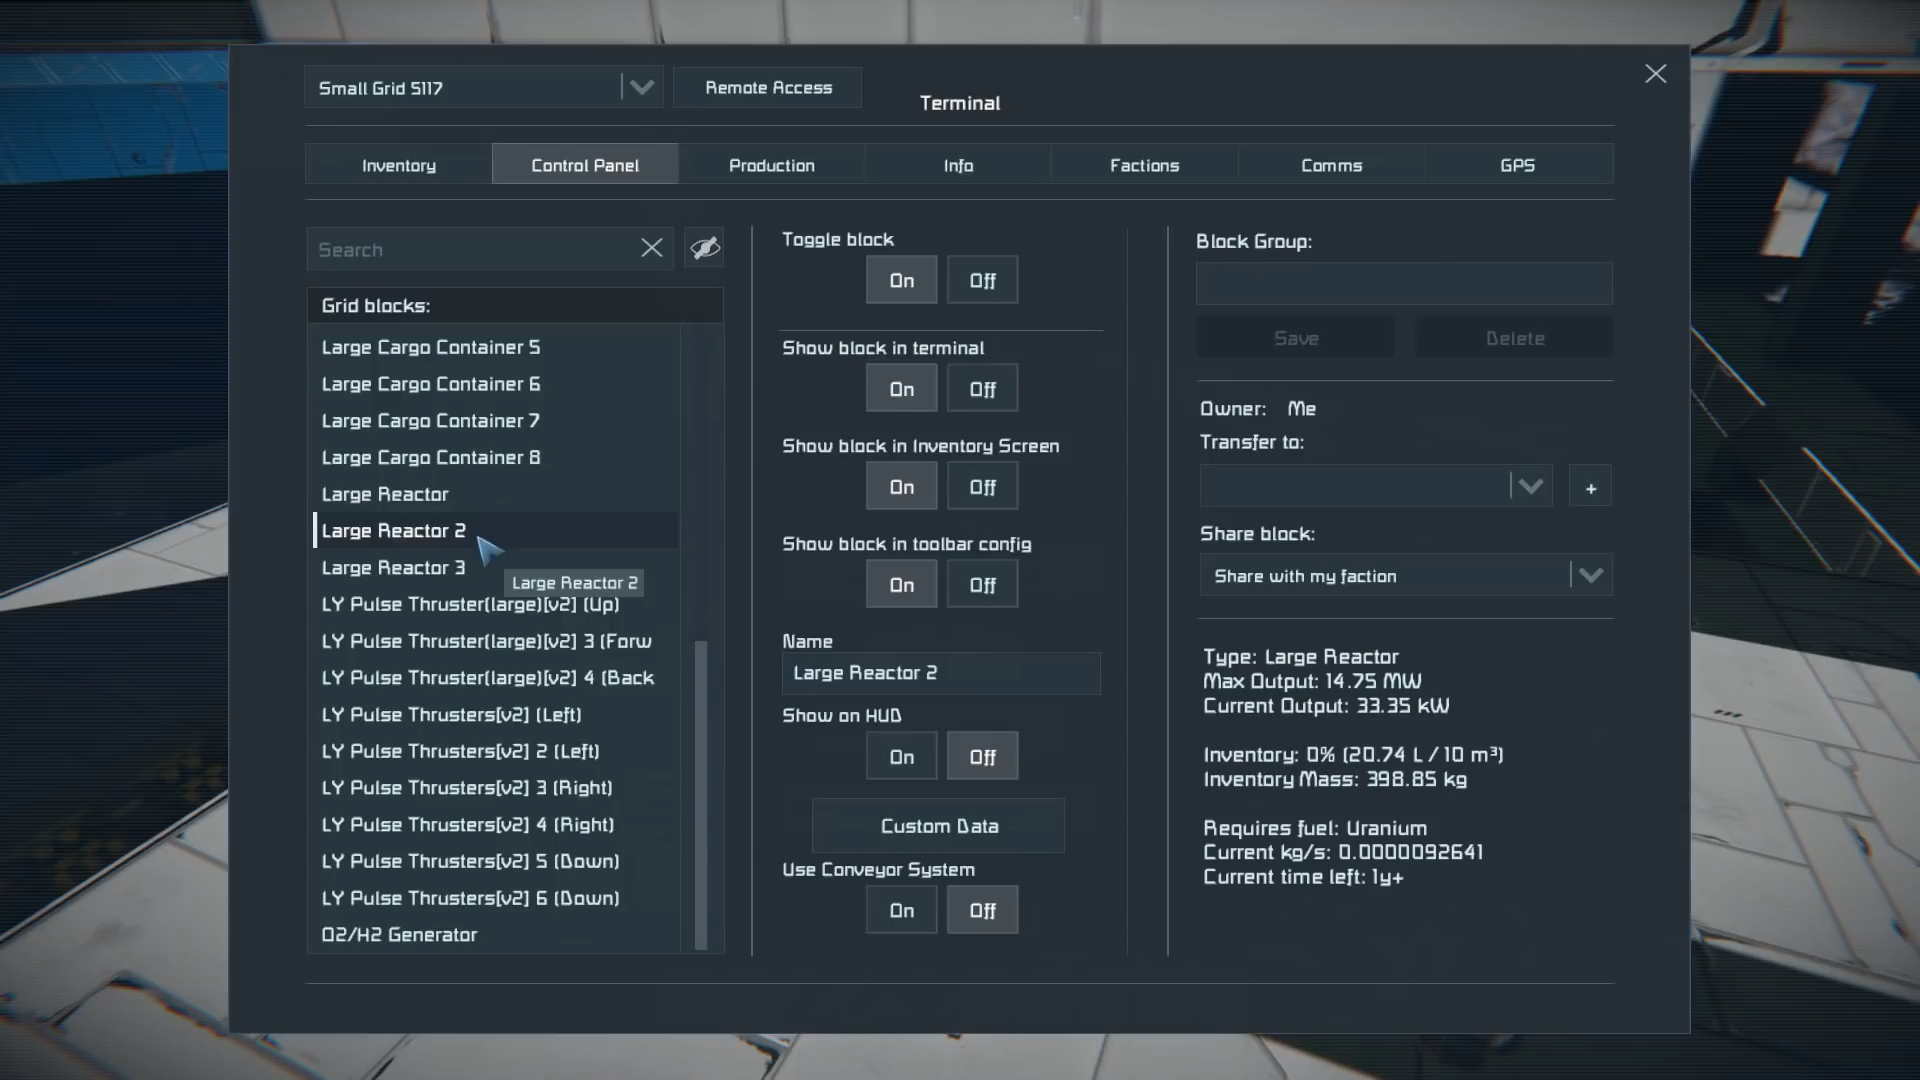 Small Grid 5117
Remote Access
Terminal
Inventory
Control Panel
Production
Info
Factions
Comms
GPS
Search
Grid blocks:
Large Cargo Container 5
Large Cargo Container 6
Large Cargo Container 7
Large Cargo Container 8
Large Reactor
Large Reactor 2
Large Reactor 3
Large Reactor 2
LY Pulse Thruster(large)[v2] (Up)
LY Pulse Thruster(large)[v2] 3 (Forw
LY Pulse Thruster(large)[v2] 4 (Back
LY Pulse Thrusters[v2] (Left)
LY Pulse Thrusters[v2] 2 (Left)
LY Pulse Thrusters[v2] 3 (Right)
LY Pulse Thrusters[v2] 4 (Right)
LY Pulse Thrusters[v2] 5 (Down)
LY Pulse Thrusters[v2] 6 (Down)
O2/H2 Generator
Toggle block
On Off
Show block in terminal
On Off
Show block in Inventory Screen
On Off
Show block in toolbar config
On Off
Name
Large Reactor 2
Show on HUD
On Off
Custom Data
Use Conveyor System
On Off
Block Group:
Save Delete
Owner: Me
Transfer to:
+
Share block:
Share with my faction
Type: Large Reactor
Max Output: 14.75 MW
Current Output: 33.35 kW
Inventory: 0% (20.74 L / 10 m³)
Inventory Mass: 398.85 kg
Requires fuel: Uranium
Current kg/s: 0.0000092641
Current time left: 1y+